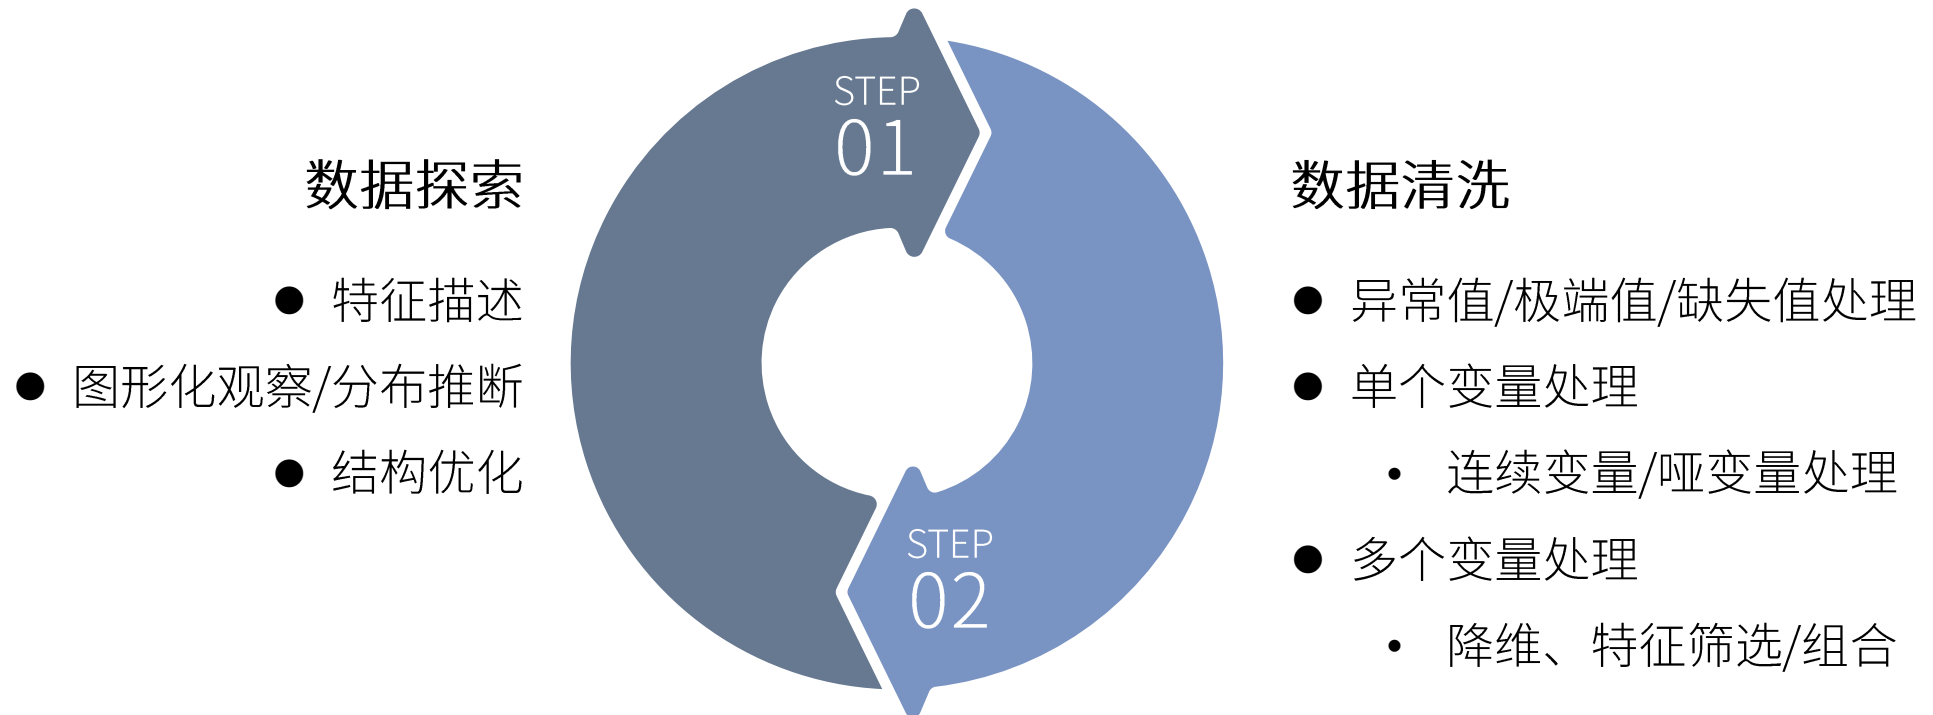 STEP
01
数据探索
● 特征描述
● 图形化观察/分布推断
● 结构优化
STEP
02
数据清洗
● 异常值/极端值/缺失值处理
● 单个变量处理
• 连续变量/哑变量处理
● 多个变量处理
• 降维、特征筛选/组合